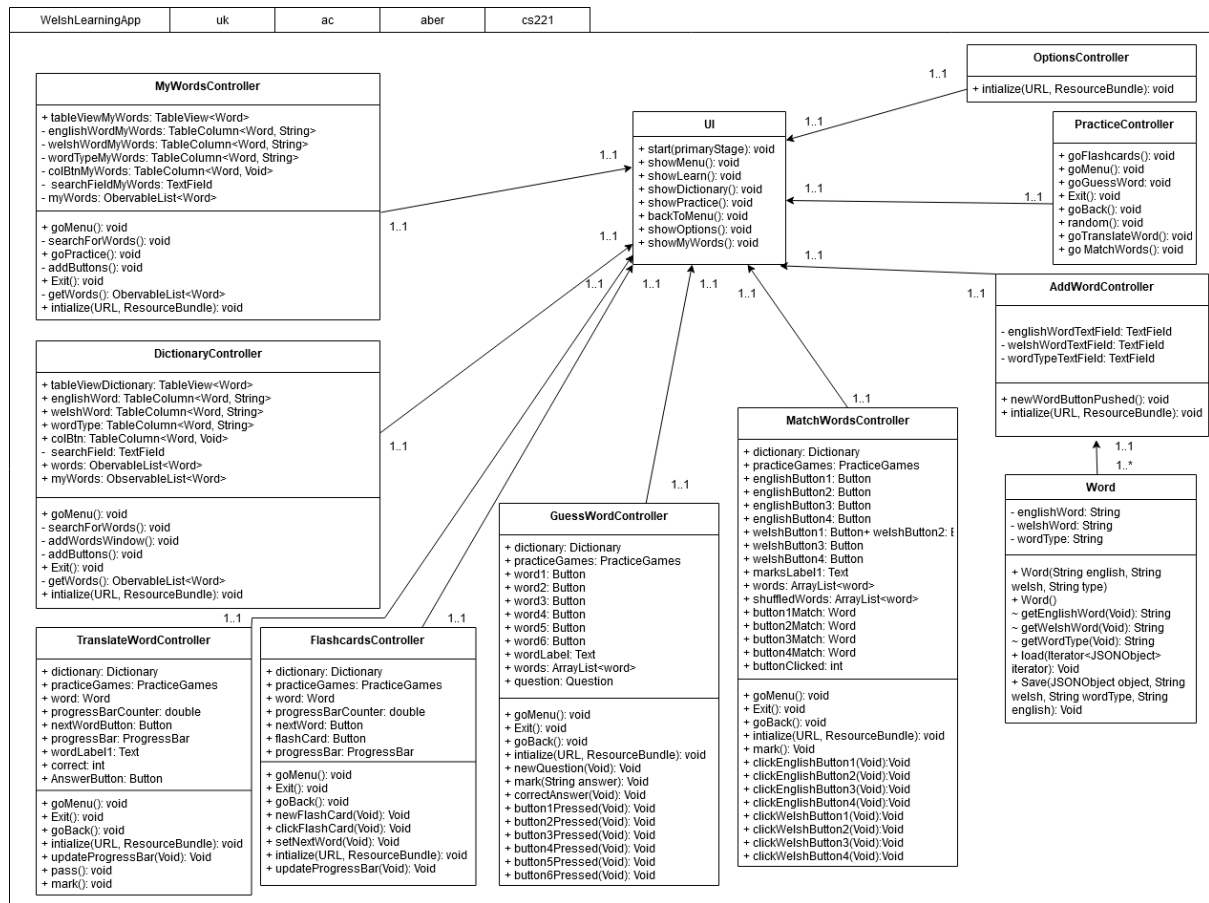 WelshLearningApp uk ac aber cs221
MyWordsController
+ tableViewMyWords: TableView<Word>
- englishWordMyWords: TableColumn<Word, String>
- welshWordMyWords: TableColumn<Word, String>
- wordTypeMyWords: TableColumn<Word, String>
- colBtnMyWords: TableColumn<Word, Void>
- searchFieldMyWords: TextField
- myWords: ObervableList<Word>
+ goMenu(): void
- searchForWords(): void
+ goPractice(): void
- addButtons(): void
+ Exit(): void
- getWords(): ObervableList<Word>
+ intialize(URL, ResourceBundle): void
1..1
1..1
UI
+ start(primaryStage): void
+ showMenu(): void
+ showLearn(): void
+ showDictionary(): void
+ showPractice(): void
+ backToMenu(): void
+ showOptions(): void
+ showMyWords(): void
1..1
1..1
OptionsController
+ intialize(URL, ResourceBundle): void
1..1
1..1
PracticeController
+ goFlashcards(): void
+ goMenu(): void
+ goGuessWord: void
+ Exit(): void
+ goBack(): void
+ random(): void
+ goTranslateWord(): void
+ go MatchWords(): void
1..1
1..1
AddWordController
- englishWordTextField: TextField
- welshWordTextField: TextField
- wordTypeTextField: TextField
+ newWordButtonPushed(): void
+ intialize(URL, ResourceBundle): void
1..1
1..*
Word
- englishWord: String
- welshWord: String
- wordType: String
+ Word(String english, String
welsh, String type)
+ Word()
~ getEnglishWord(Void): String
~ getWelshWord(Void): String
~ getWordType(Void): String
+ load(Iterator<JSONObject>
iterator): Void
+ Save(JSONObject object, String
welsh, String wordType, String
english): Void
DictionaryController
+ tableViewDictionary: TableView<Word>
+ englishWord: TableColumn<Word, String>
+ welshWord: TableColumn<Word, String>
+ wordType: TableColumn<Word, String>
+ colBtn: TableColumn<Word, Void>
- searchField: TextField
+ words: ObervableList<Word>
+ myWords: ObservableList<Word>
+ goMenu(): void
- searchForWords(): void
- addWordsWindow(): void
- addButtons(): void
+ Exit(): void
- getWords(): ObervableList<Word>
+ intialize(URL, ResourceBundle): void
1..1
1..1
1..1
1..1
1..1
1..1
TranslateWordController
+ dictionary: Dictionary
+ practiceGames: PracticeGames
+ word: Word
+ progressBarCounter: double
+ nextWordButton: Button
+ progressBar: ProgressBar
+ wordLabel1: Text
+ correct: int
+ AnswerButton: Button
+ goMenu(): void
+ Exit(): void
+ goBack(): void
+ intialize(URL, ResourceBundle): void
+ updateProgressBar(Void): Void
+ pass(): void
+ mark(): void
1..1
FlashcardsController
+ dictionary: Dictionary
+ practiceGames: PracticeGames
+ word: Word
+ progressBarCounter: double
+ nextWord: Button
+ flashCard: Button
+ progressBar: ProgressBar
+ goMenu(): void
+ Exit(): void
+ goBack(): void
+ newFlashCard(Void): Void
+ clickFlashCard(Void): Void
+ setNextWord(Void): Void
+ intialize(URL, ResourceBundle): void
+ updateProgressBar(Void): Void
1..1
GuessWordController
+ dictionary: Dictionary
+ practiceGames: PracticeGames
+ word1: Button
+ word2: Button
+ word3: Button
+ word4: Button
+ word5: Button
+ word6: Button
+ wordLabel: Text
+ words: ArrayList<word>
+ question: Question
+ goMenu(): void
+ Exit(): void
+ goBack(): void
+ intialize(URL, ResourceBundle): void
+ newQuestion(Void): Void
+ mark(String answer): Void
+ correctAnswer(Void): Void
+ button1Pressed(Void): Void
+ button2Pressed(Void): Void
+ button3Pressed(Void): Void
+ button4Pressed(Void): Void
+ button5Pressed(Void): Void
+ button6Pressed(Void): Void
1..1
1..1
MatchWordsController
+ dictionary: Dictionary
+ practiceGames: PracticeGames
+ englishButton1: Button
+ englishButton2: Button
+ englishButton3: Button
+ englishButton4: Button
+ welshButton1: Button+ welshButton2:
+ welshButton3: Button
+ welshButton4: Button
+ marksLabel1: Text
+ words: ArrayList<word>
+ shuffledWords: ArrayList<word>
+ button1Match: Word
+ button2Match: Word
+ button3Match: Word
+ button4Match: Word
+ buttonClicked: int
+ goMenu(): void
+ Exit(): void
+ goBack(): void
+ intialize(URL, ResourceBundle): void
+ mark(): Void
+ clickEnglishButton1(Void):Void
+ clickEnglishButton2(Void):Void
+ clickEnglishButton3(Void):Void
+ clickEnglishButton4(Void):Void
+ clickWelshButton1(Void):Void
+ clickWelshButton2(Void):Void
+ clickWelshButton3(Void):Void
+ clickWelshButton4(Void):Void